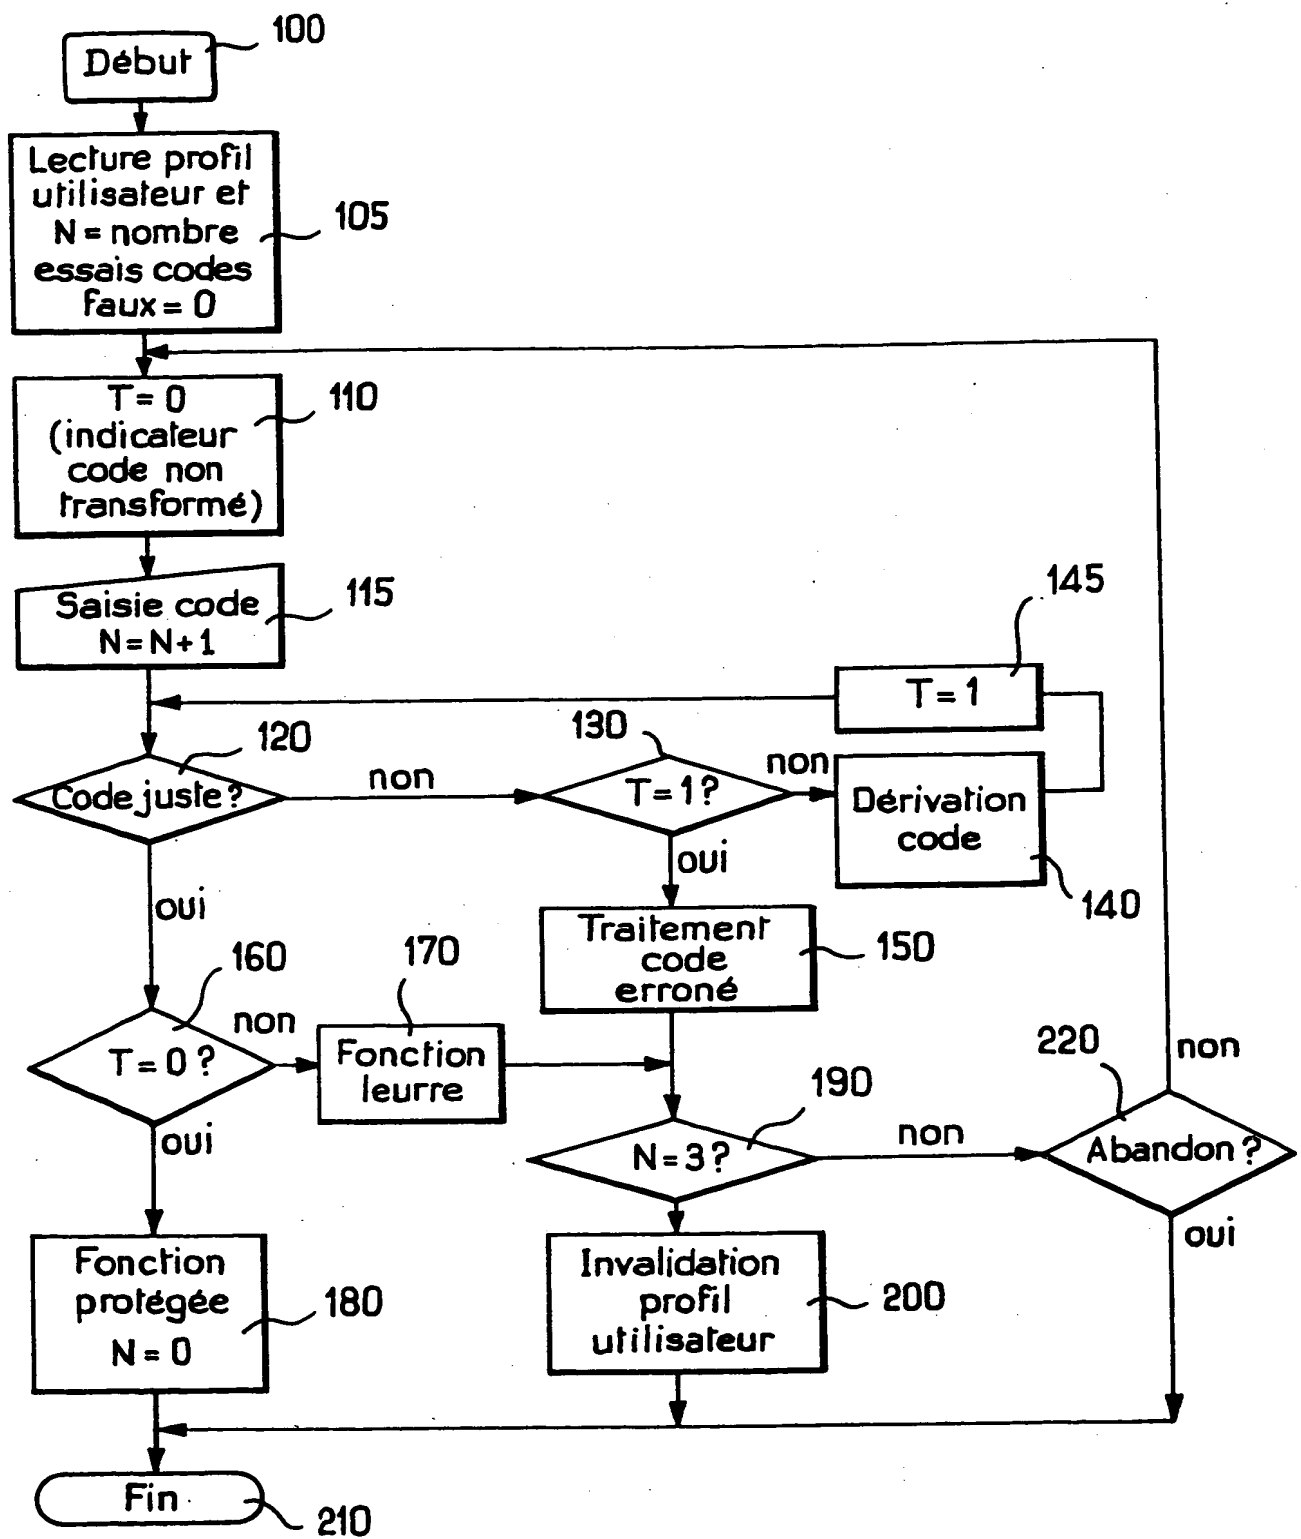 100
Début
Lecture profil
utilisateur et
N = nombre
essais codes
faux = 0
105
T = 0
(indicateur
code non
transformé)
110
Saisie code
N = N + 1
115
145
T = 1
120
Code juste ?
non
130
T = 1 ?
non
Dérivation
code
140
oui
oui
Traitement
code
erroné
150
160
T = 0 ?
non
170
Fonction
leurre
oui
190
N = 3 ?
non
220
Abandon ?
non
oui
Fonction
protégée
N = 0
180
Invalidation
profil
utilisateur
200
Fin
210